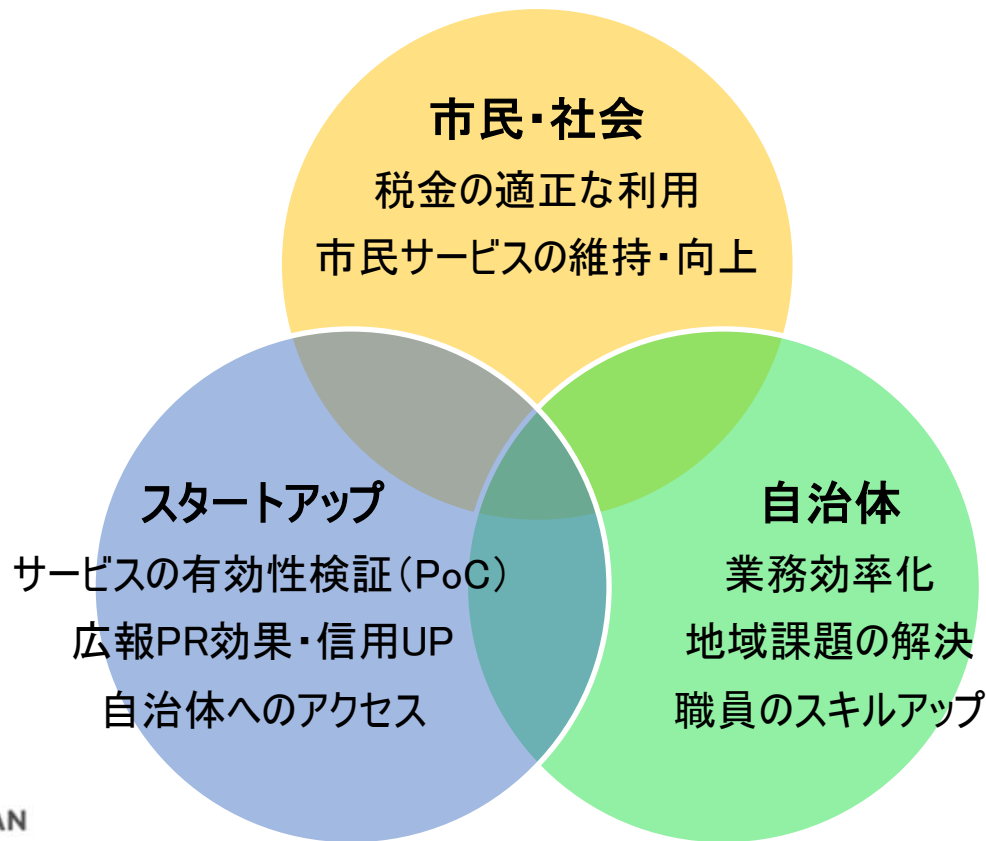 市民・社会
税金の適正な利用
市民サービスの維持・向上
スタートアップ
サービスの有効性検証(PoC)
広報PR効果・信用UP
自治体へのアクセス
自治体
業務効率化
地域課題の解決
職員のスキルアップ